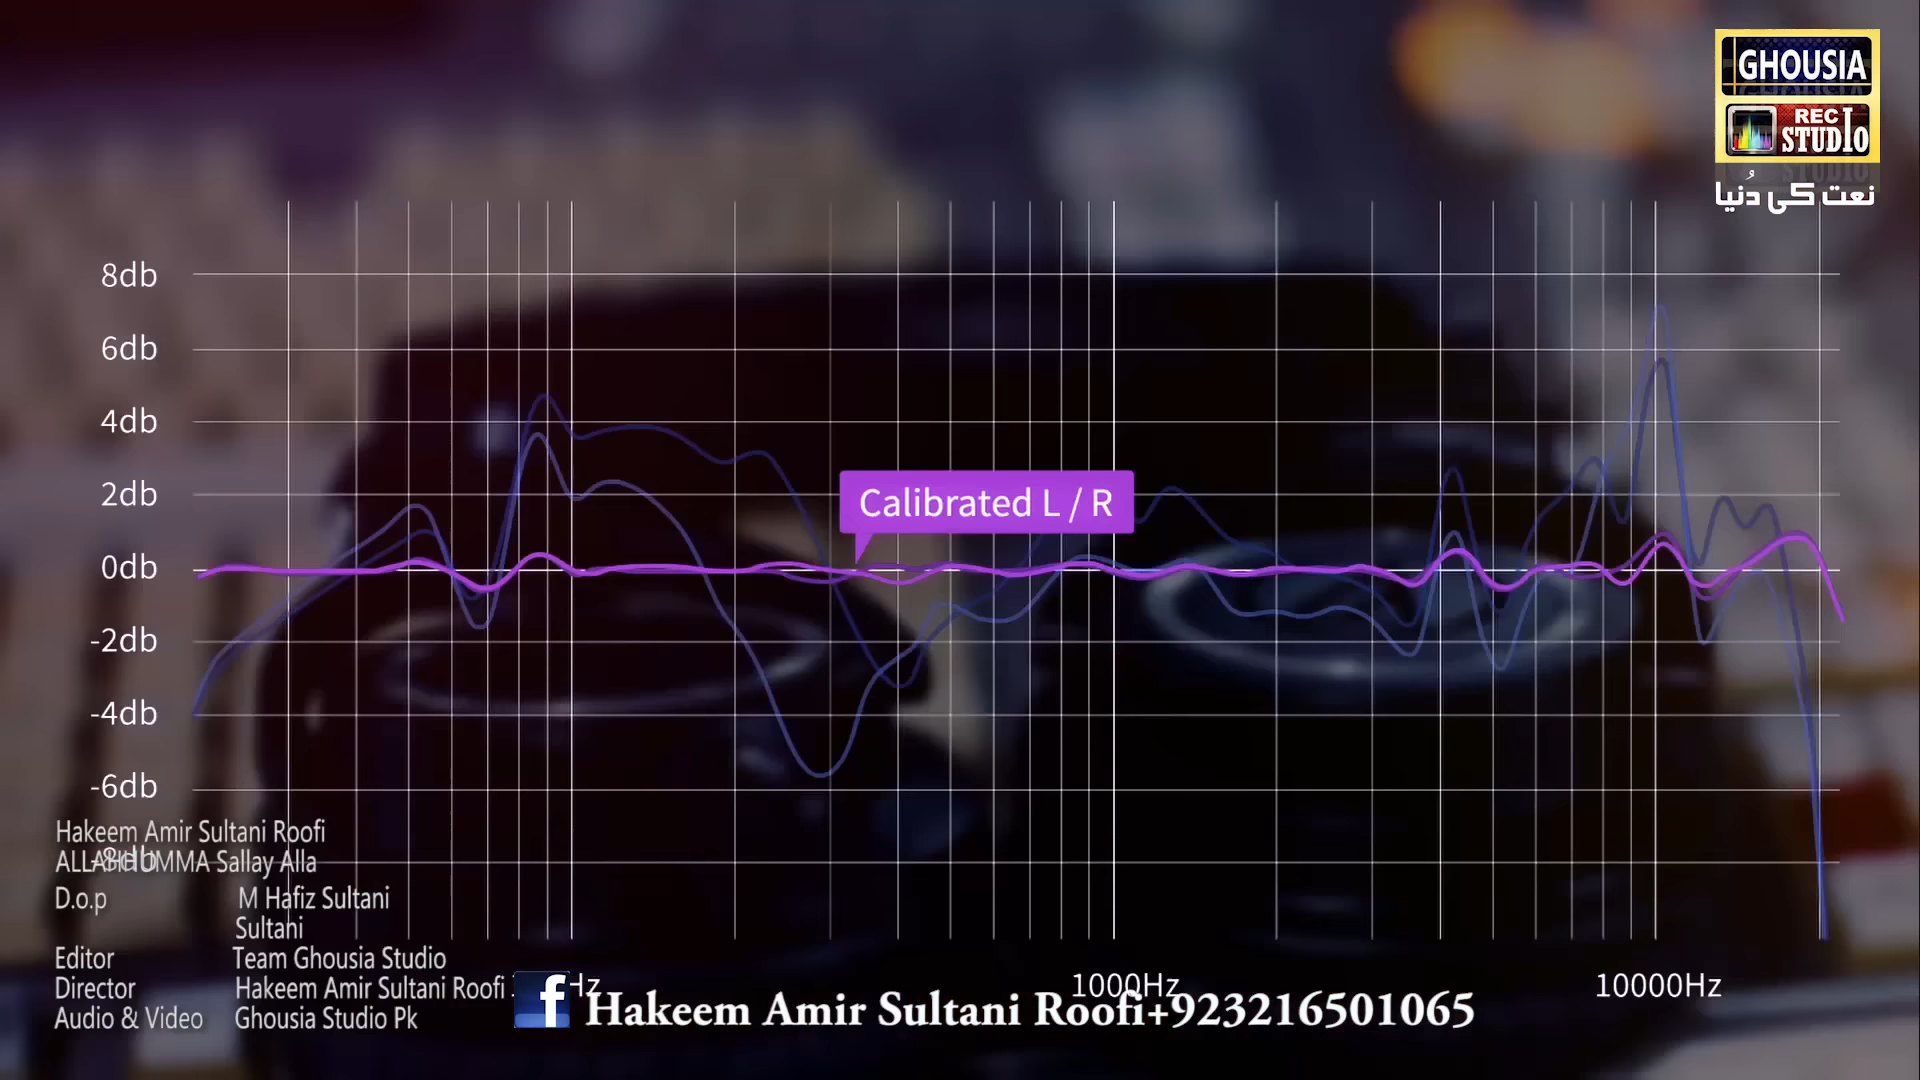 GHOUSIA
REC
STUDIO
نعت کی دُنیا
8db
6db
4db
2db
0db
-2db
-4db
-6db
-8db
Calibrated L / R
1000Hz
10000Hz
Hakeem Amir Sultani Roofi
ALLAHHUMMA Sallay Alla
D.o.p M Hafiz Sultani
Sultani
Editor Team Ghousia Studio
Director Hakeem Amir Sultani Roofi
Audio & Video Ghousia Studio Pk
f Hakeem Amir Sultani Roofi+923216501065